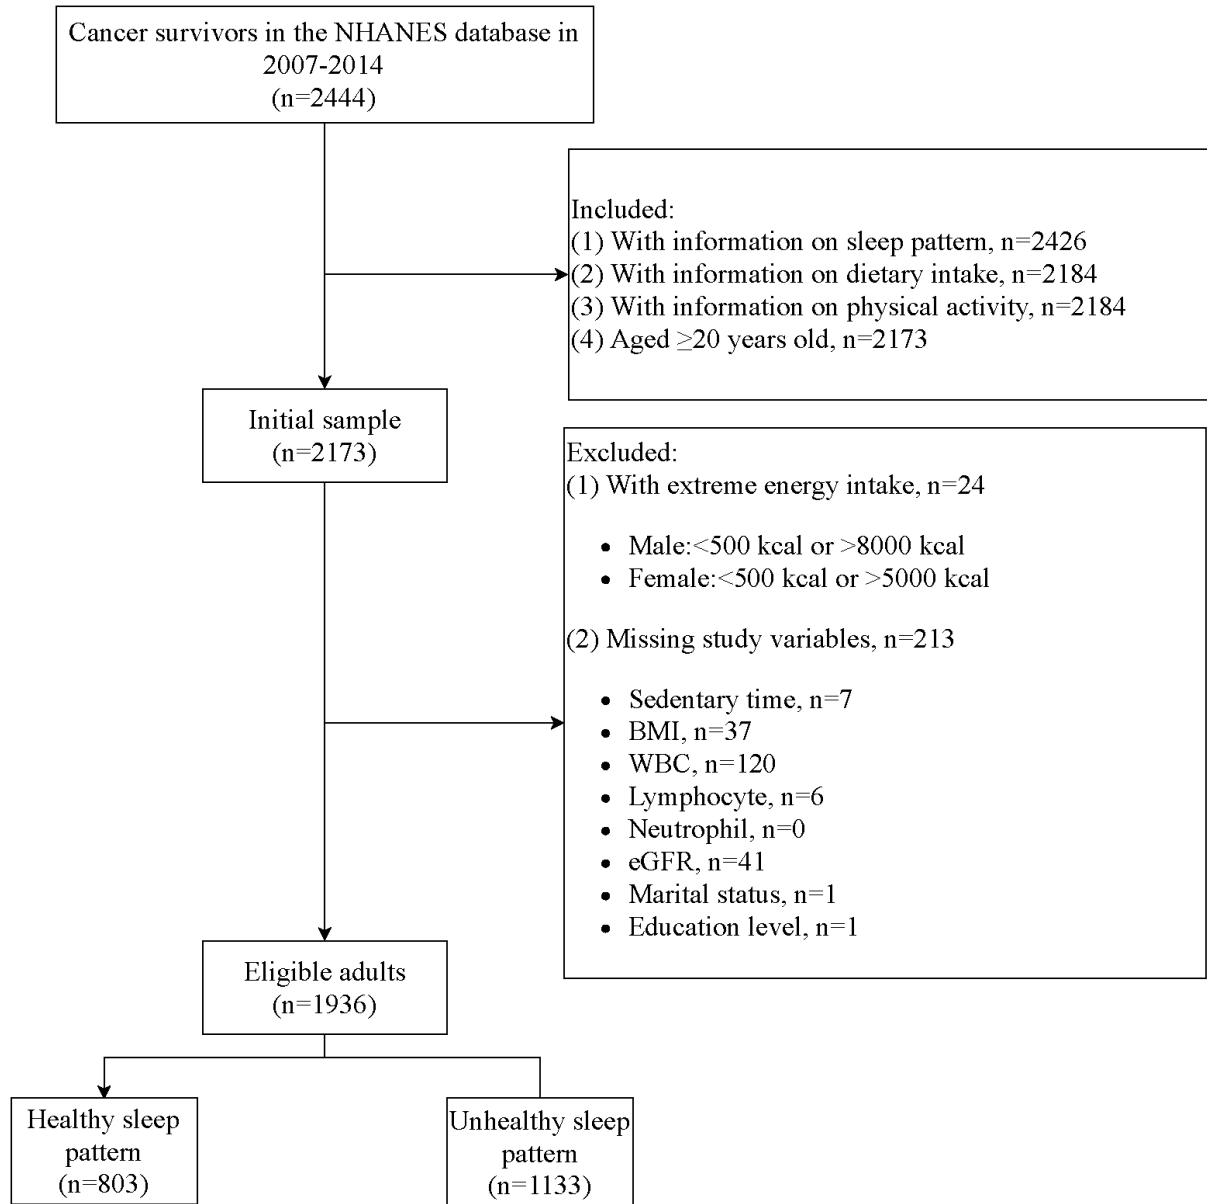 Cancer survivors in the NHANES database in
2007-2014
(n=2444)
Included:
(1) With information on sleep pattern, n=2426
(2) With information on dietary intake, n=2184
(3) With information on physical activity, n=2184
(4) Aged ≥20 years old, n=2173
Initial sample
(n=2173)
Excluded:
(1) With extreme energy intake, n=24
• Male:<500 kcal or >8000 kcal
• Female:<500 kcal or >5000 kcal
(2) Missing study variables, n=213
• Sedentary time, n=7
• BMI, n=37
• WBC, n=120
• Lymphocyte, n=6
• Neutrophil, n=0
• eGFR, n=41
• Marital status, n=1
• Education level, n=1
Eligible adults
(n=1936)
Healthy sleep
pattern
(n=803)
Unhealthy sleep
pattern
(n=1133)